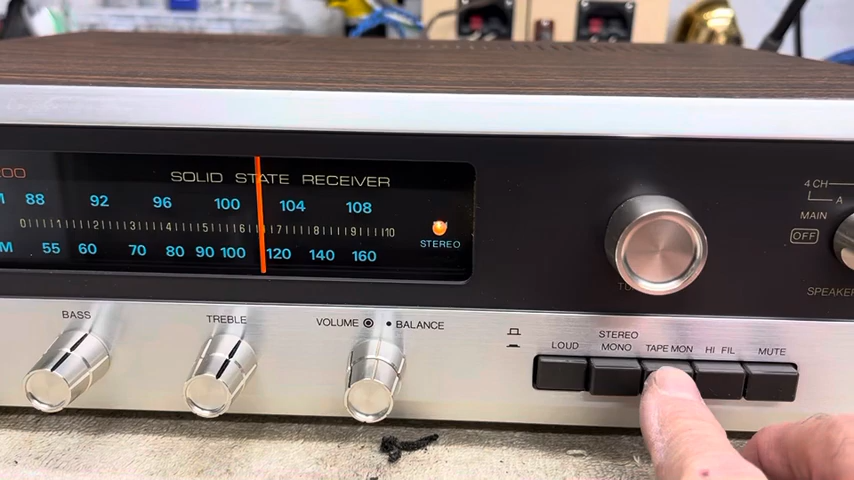 00
SOLID STATE RECEIVER
88 92 96 100 104 108
0 1 2 3 4 5 6 7 8 9 10
STEREO
55 60 70 80 90 100 120 140 160
4 CH
A
MAIN
OFF
SPEAKER
BASS
TREBLE
VOLUME BALANCE
LOUD
STEREO
MONO
TAPE MON
HI FIL
MUTE